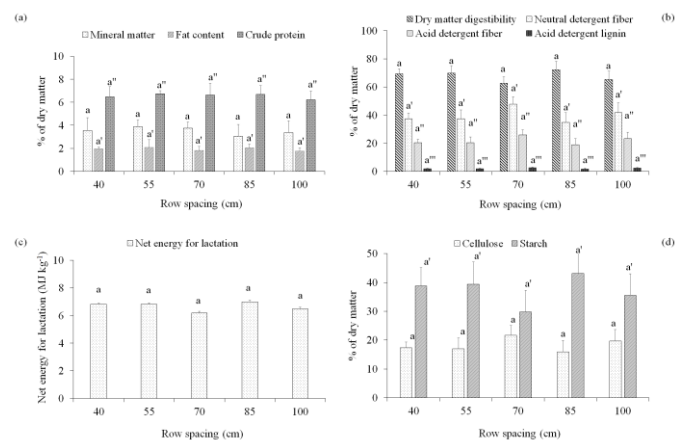 (a)
Mineral matter Fat content Crude protein
% of dry matter
10
8
6
4
2
0
a a' a'' a a' a'' a a' a'' a a' a'' a a' a''
40 55 70 85 100
Row spacing (cm)
(b)
Dry matter digestibility Neutral detergent fiber
Acid detergent fiber Acid detergent lignin
% of dry matter
100
80
60
40
20
0
a a' a'' a''' a a' a'' a''' a a' a'' a''' a a' a'' a''' a a' a'' a'''
40 55 70 85 100
Row spacing (cm)
(c)
Net energy for lactation
Net energy for lactation (MJ kg⁻¹)
10
8
6
4
2
0
a a a a a
40 55 70 85 100
Row spacing (cm)
(d)
Cellulose Starch
% of dry matter
50
40
30
20
10
0
a a' a a' a a' a a' a a'
40 55 70 85 100
Row spacing (cm)